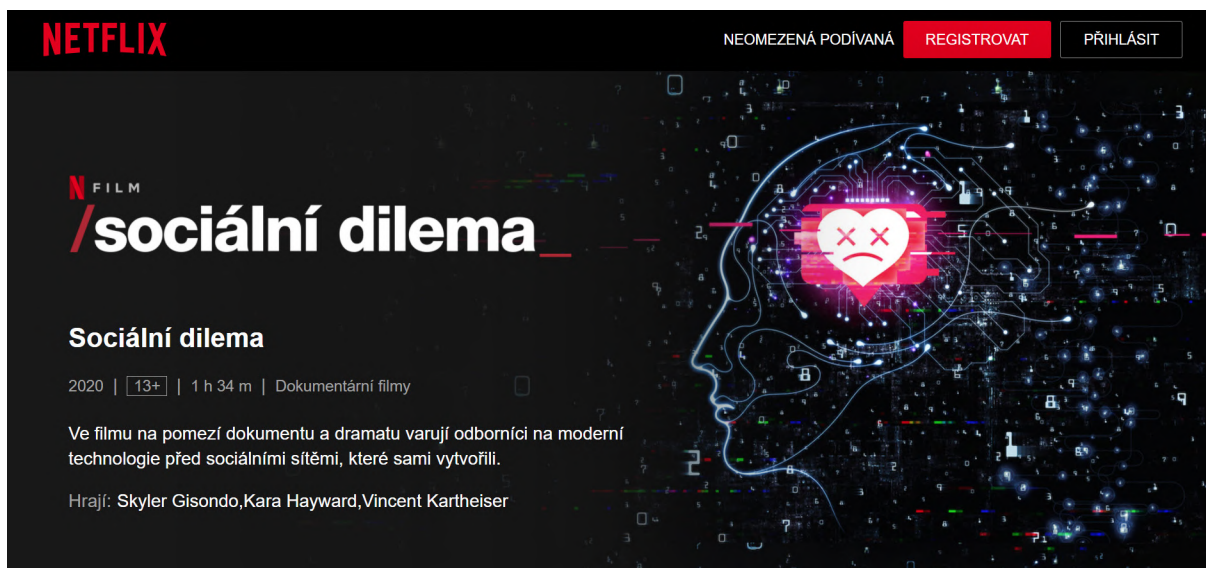 NETFLIX
NEOMEZENÁ PODÍVANÁ
REGISTROVAT
PŘIHLÁSIT
N FILM
/sociální dilema_
Sociální dilema
2020 | 13+ | 1 h 34 m | Dokumentární filmy
Ve filmu na pomezí dokumentu a dramatu varují odborníci na moderní
technologie před sociálními sítěmi, které sami vytvořili.
Hrají: Skyler Gisondo,Kara Hayward,Vincent Kartheiser